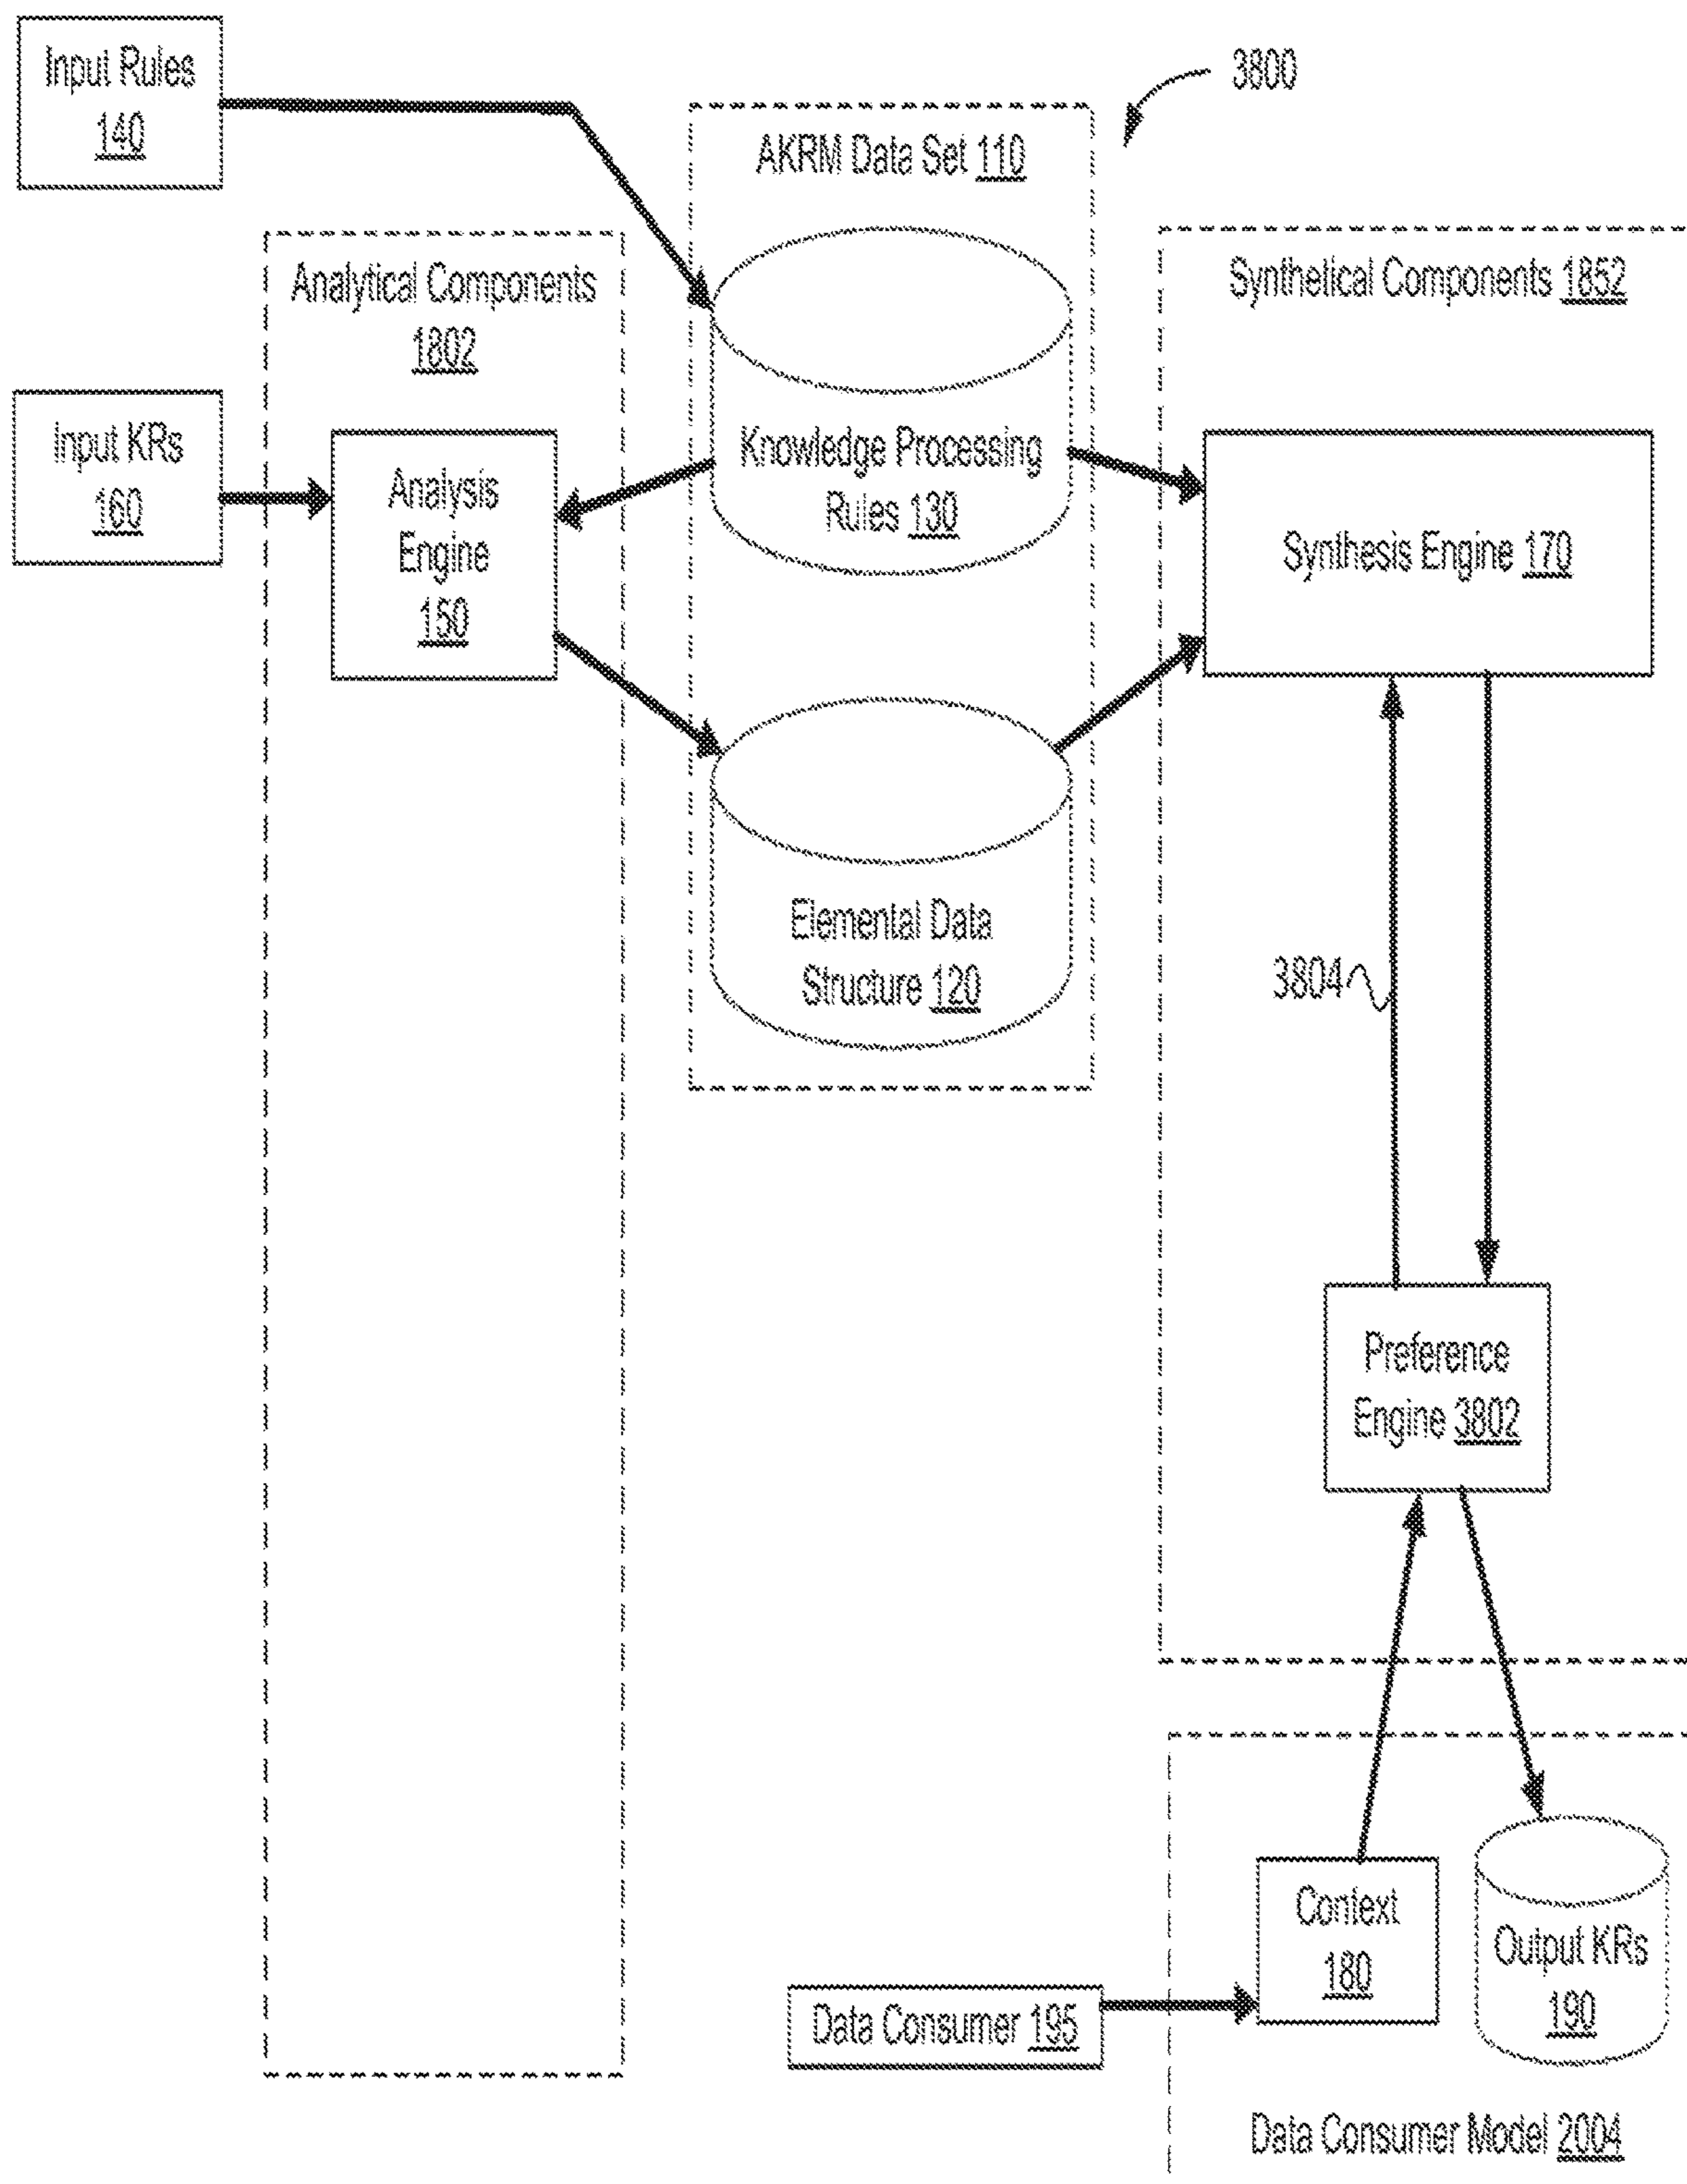 Input Rules
140
3800
AKRM Data Set 110
Analytical Components
1802
Synthetical Components 1852
Input KRs
160
Analysis
Engine
150
Knowledge Processing
Rules 130
Synthesis Engine 170
Elemental Data
Structure 120
3804
Preference
Engine 3802
Context
180
Output KRs
190
Data Consumer 195
Data Consumer Model 2004